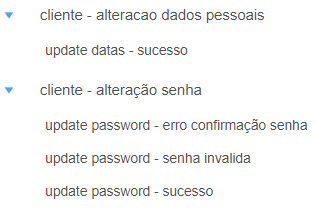 cliente - alteracao dados pessoais
update datas - sucesso
cliente - alteração senha
update password - erro confirmação senha
update password - senha invalida
update password - sucesso